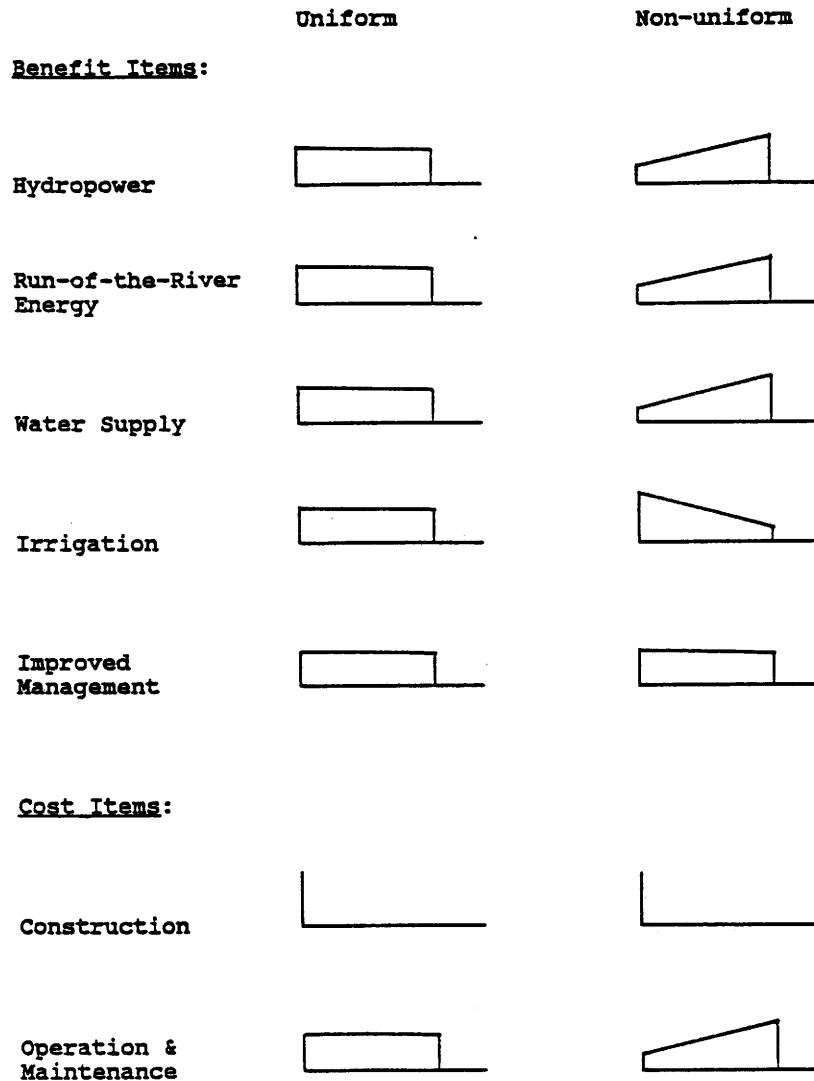 Uniform Non-uniform
Benefit Items:
Hydropower
Run-of-the-River
Energy
Water Supply
Irrigation
Improved
Management
Cost Items:
Construction
Operation &
Maintenance